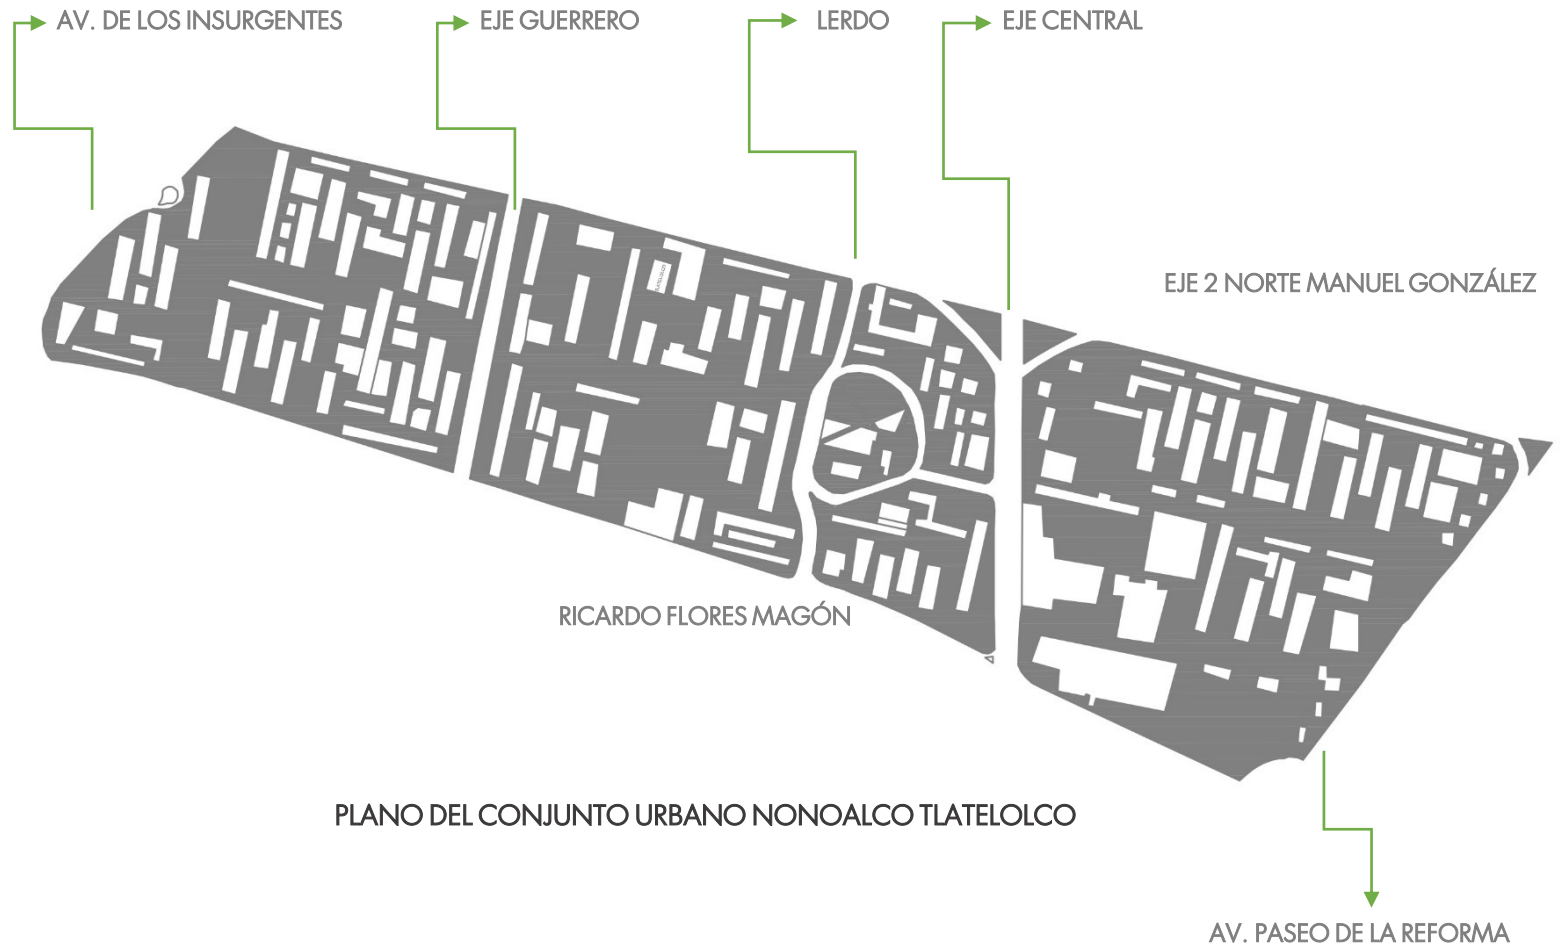 AV. DE LOS INSURGENTES
EJE GUERRERO
LERDO
EJE CENTRAL
EJE 2 NORTE MANUEL GONZÁLEZ
RICARDO FLORES MAGÓN
PLANO DEL CONJUNTO URBANO NONOALCO TLATELOLCO
AV. PASEO DE LA REFORMA